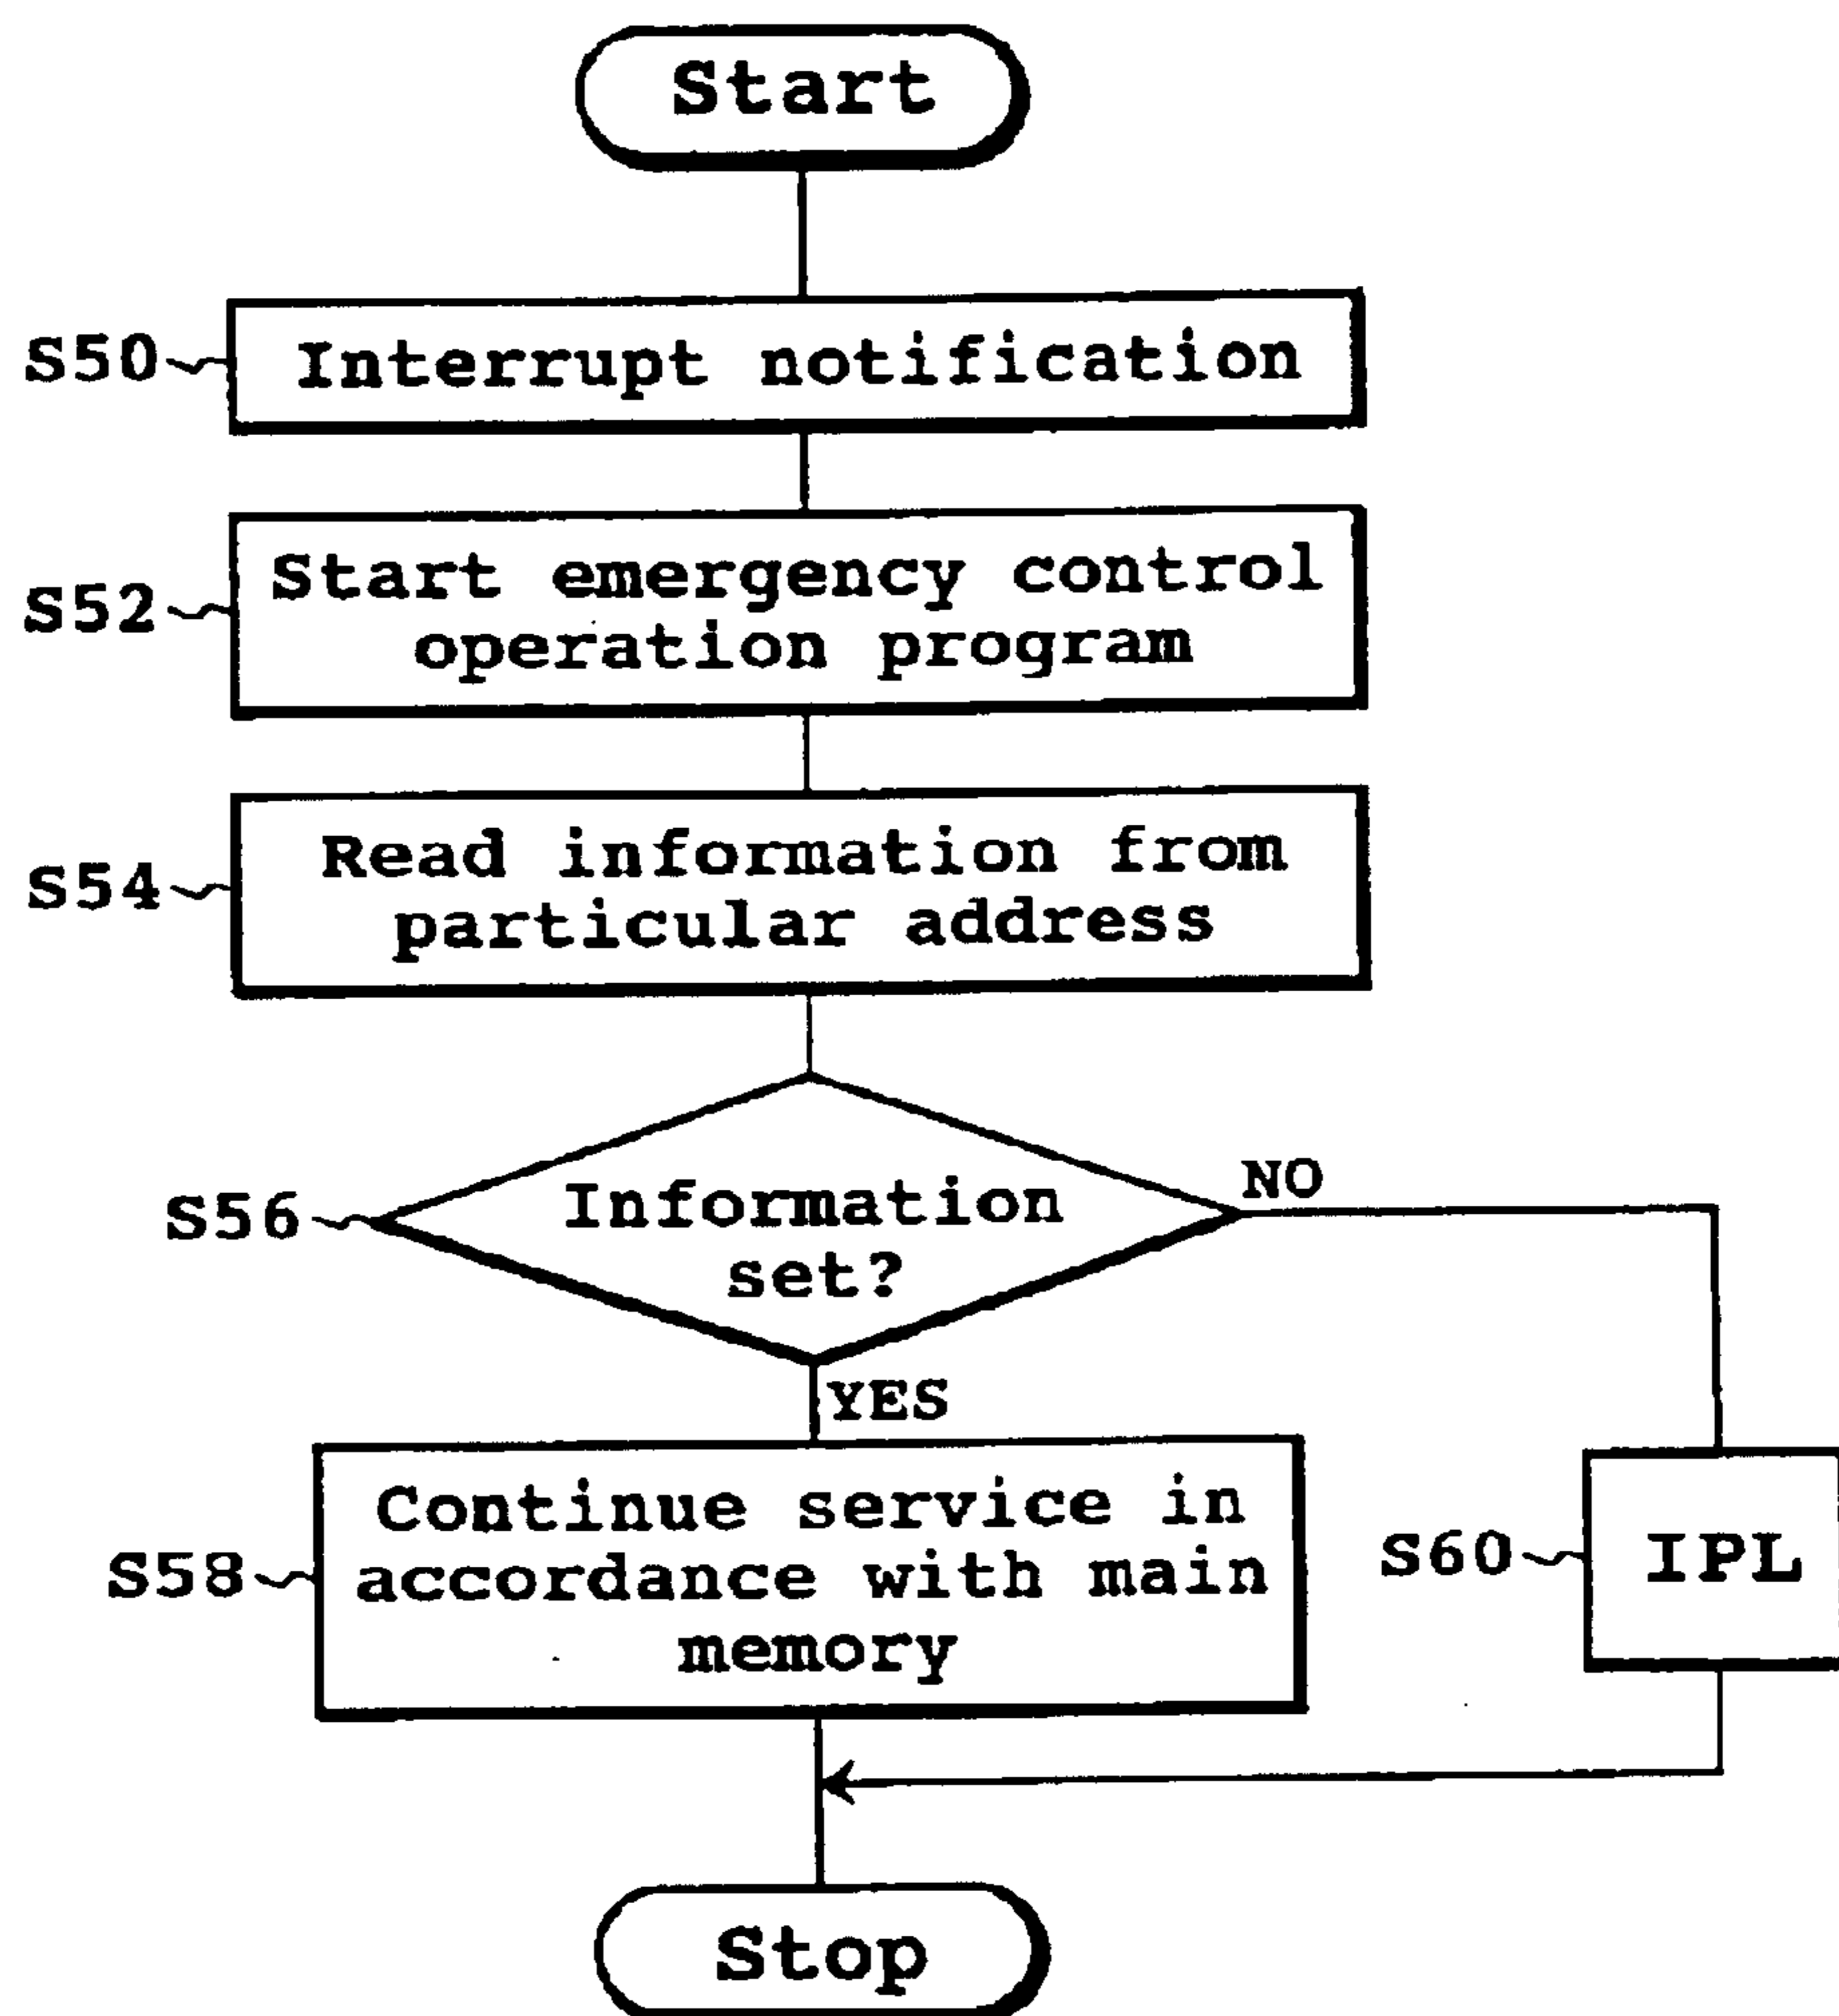 Start
S50
Interrupt notification
S52
Start emergency control
operation program
S54
Read information from
particular address
S56
Information
set?
NO
YES
S58
Continue service in
accordance with main
memory
S60
IPL
Stop